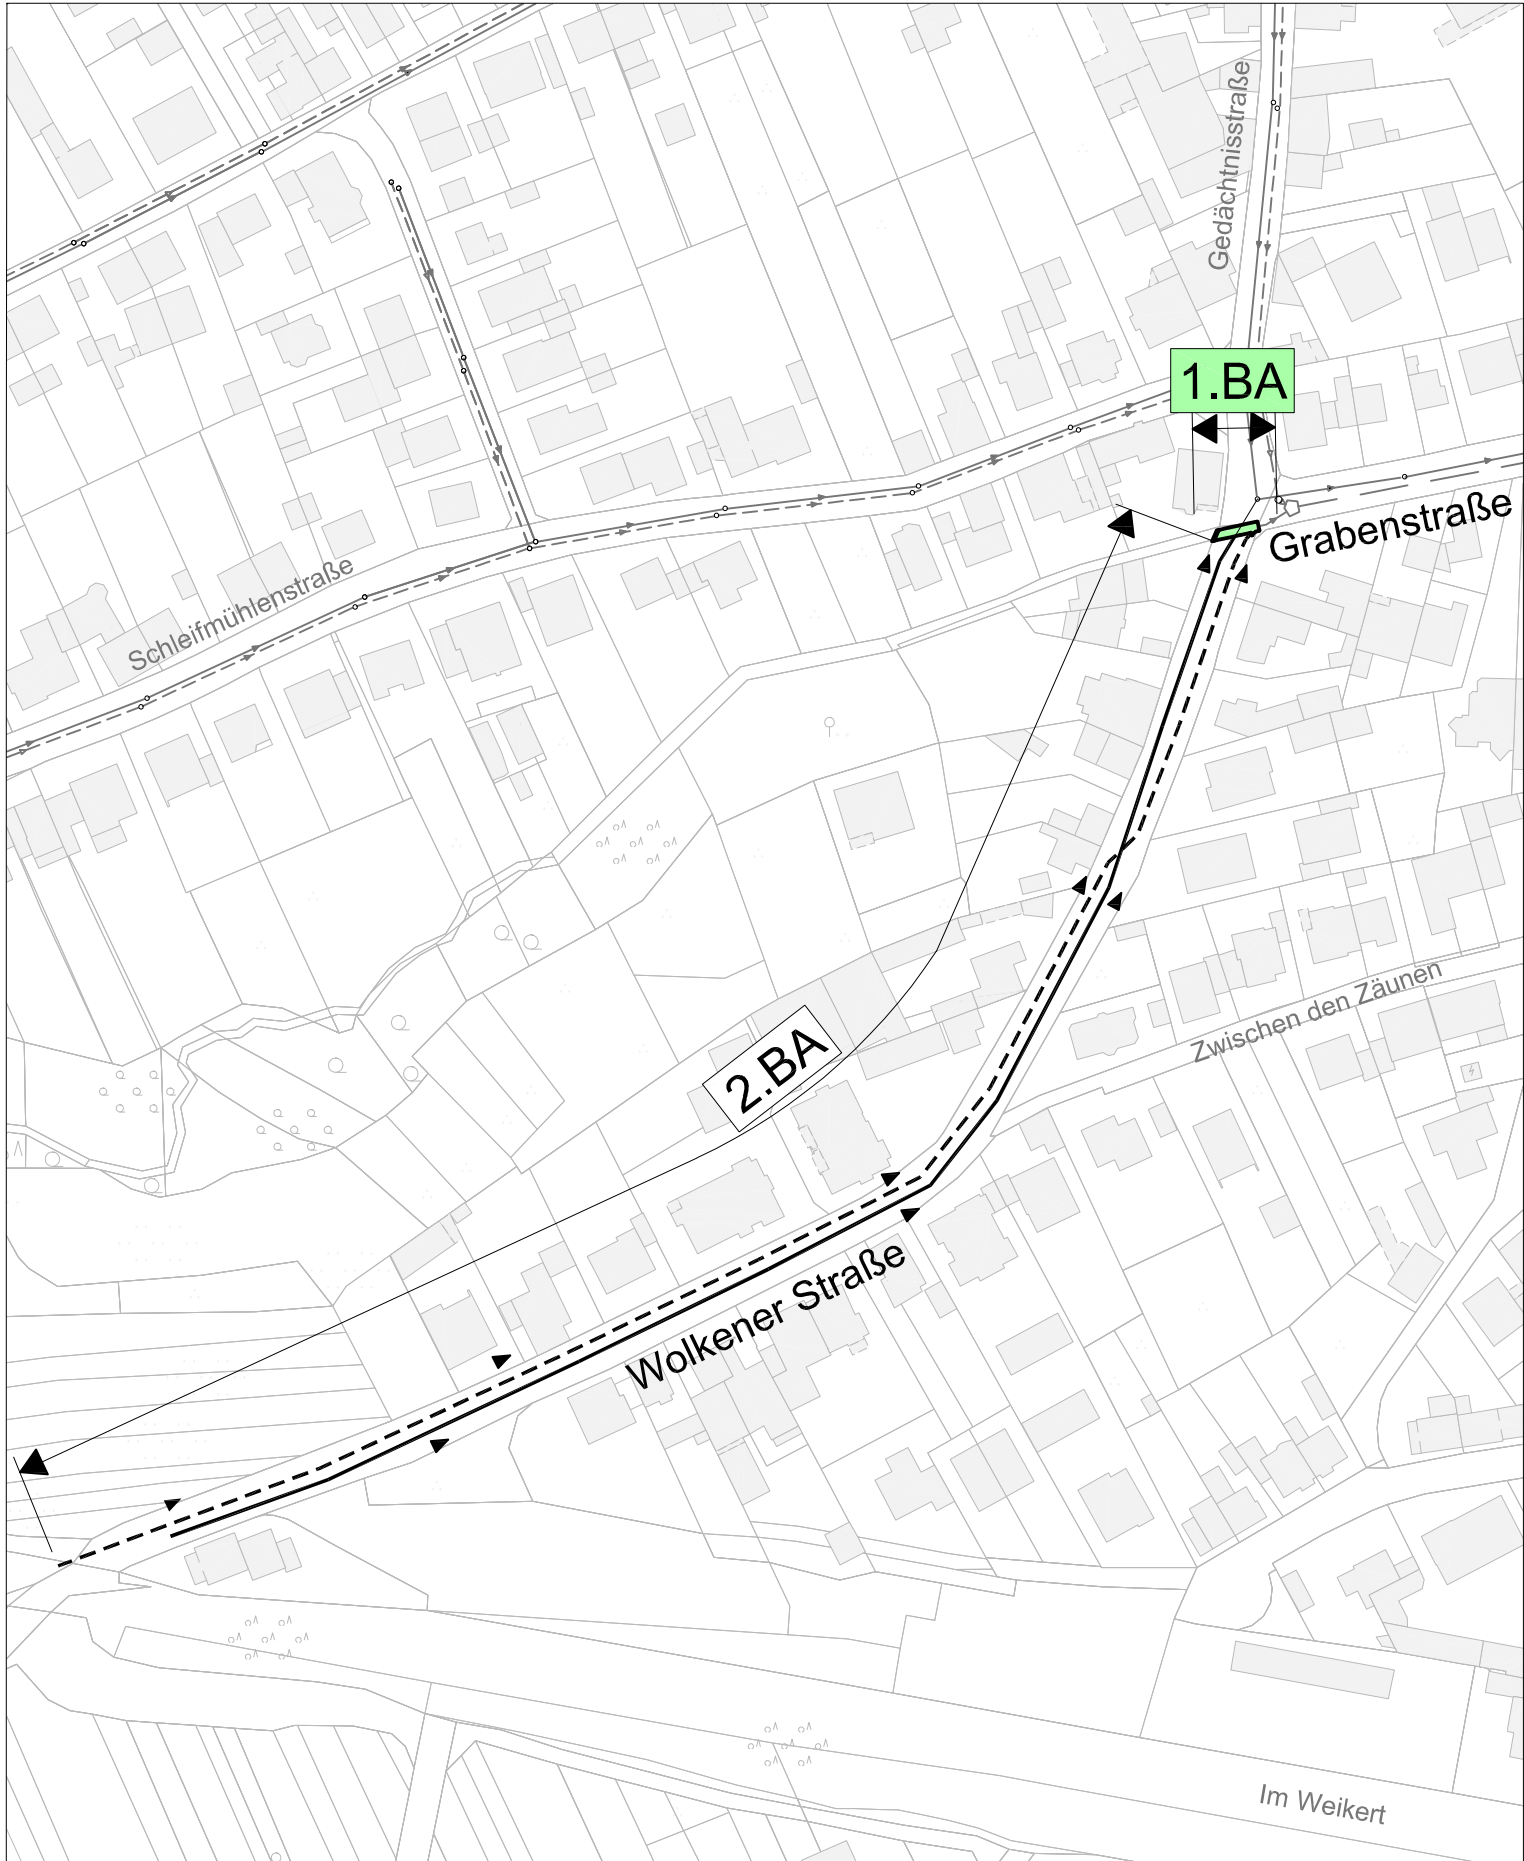 Gedächtnisstraße
1.BA
Grabenstraße
Schleifmühlenstraße
Zwischen den Zäunen
2.BA
Wolkener Straße
Im Weikert